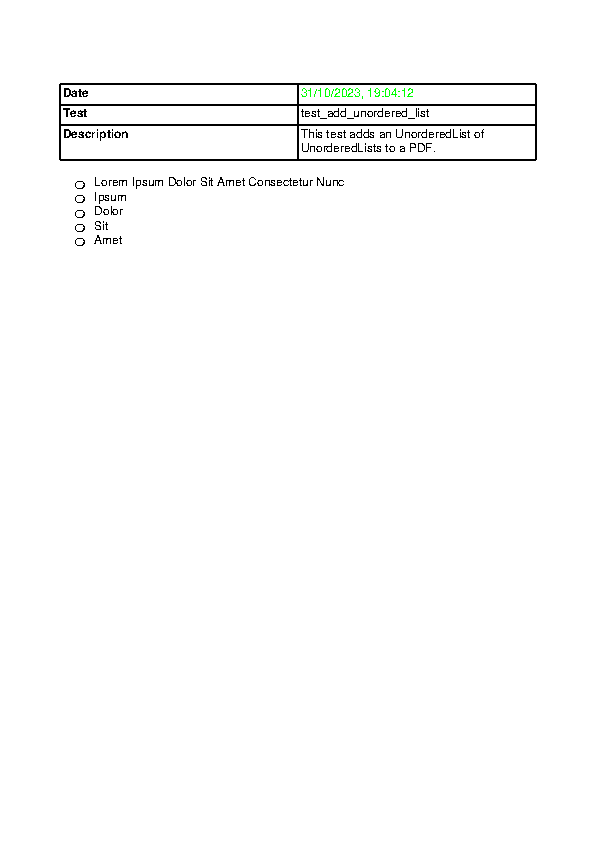 Date 31/10/2023, 19:04:12
Test test_add_unordered_list
Description This test adds an UnorderedList of
UnorderedLists to a PDF.
Lorem Ipsum Dolor Sit Amet Consectetur Nunc
Ipsum
Dolor
Sit
Amet